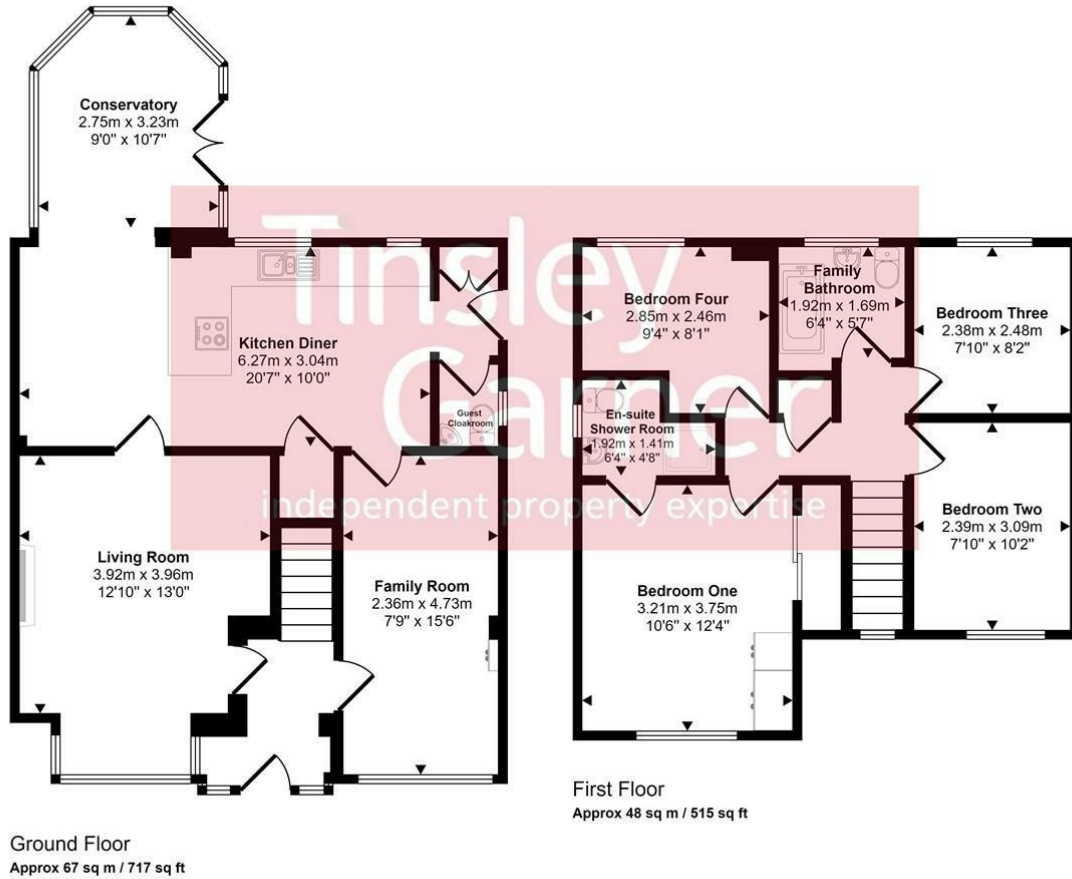 Conservatory
2.75m x 3.23m
9'0" x 10'7"
Tinsley
Garner
independent property expertise
Kitchen Diner
6.27m x 3.04m
20'7" x 10'0"
Guest
Cloakroom
Living Room
3.92m x 3.96m
12'10" x 13'0"
Family Room
2.36m x 4.73m
7'9" x 15'6"
Ground Floor
Approx 67 sq m / 717 sq ft
Bedroom Four
2.85m x 2.46m
9'4" x 8'1"
Family
Bathroom
1.92m x 1.69m
6'4" x 5'7"
Bedroom Three
2.38m x 2.48m
7'10" x 8'2"
En-suite
Shower Room
1.92m x 1.41m
6'4" x 4'8"
Bedroom Two
2.39m x 3.09m
7'10" x 10'2"
Bedroom One
3.21m x 3.75m
10'6" x 12'4"
First Floor
Approx 48 sq m / 515 sq ft